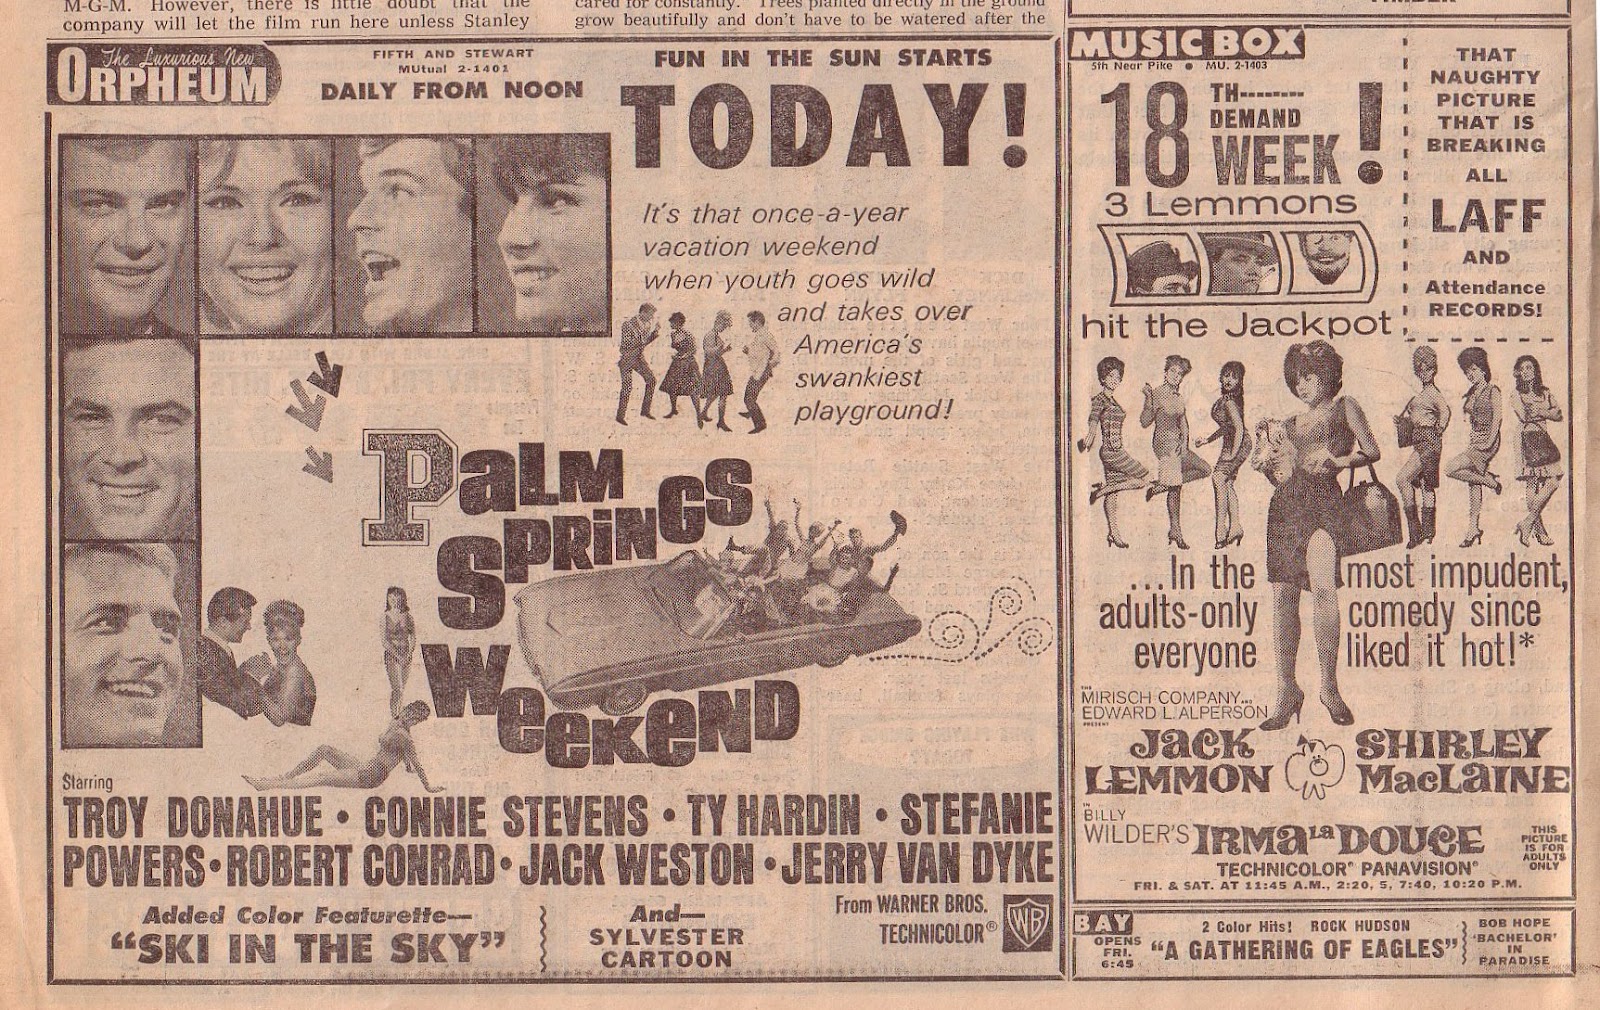 M-G-M. However, there is little doubt that the
company will let the film run here unless Stanley
cared for constantly. Trees planted directly in the ground
grow beautifully and don't have to be watered after the
The Luxurious New
ORPHEUM
FIFTH AND STEWART
MUtual 2-1401
DAILY FROM NOON
FUN IN THE SUN STARTS
TODAY!
It's that once-a-year
vacation weekend
when youth goes wild
and takes over
America's
swankiest
playground!
PALM
SPRINGS
WEEKEND
Starring
TROY DONAHUE • CONNIE STEVENS • TY HARDIN • STEFANIE
POWERS • ROBERT CONRAD • JACK WESTON • JERRY VAN DYKE
Added Color Featurette—
"SKI IN THE SKY"
And—
SYLVESTER
CARTOON
From WARNER BROS.
TECHNICOLOR®
WB
MUSIC BOX
5th Near Pike • MU. 2-1403
18 TH--------
DEMAND
WEEK!
3 Lemmons
hit the Jackpot
THAT
NAUGHTY
PICTURE
THAT IS
BREAKING
ALL
LAFF
AND
Attendance
RECORDS!
...In the most impudent,
adults-only comedy since
everyone liked it hot!*
THE
MIRISCH COMPANY AND
EDWARD L. ALPERSON
PRESENT
JACK
LEMMON
SHIRLEY
MacLAINE
IN
BILLY
WILDER'S IRMA LA DOUCE
TECHNICOLOR® PANAVISION®
THIS
PICTURE
IS FOR
ADULTS
ONLY
FRI. & SAT. AT 11:45 A.M., 2:20, 5, 7:40, 10:20 P.M.
BAY
OPENS
FRI.
6:45
2 Color Hits! ROCK HUDSON
"A GATHERING OF EAGLES"
BOB HOPE
'BACHELOR'
IN
PARADISE